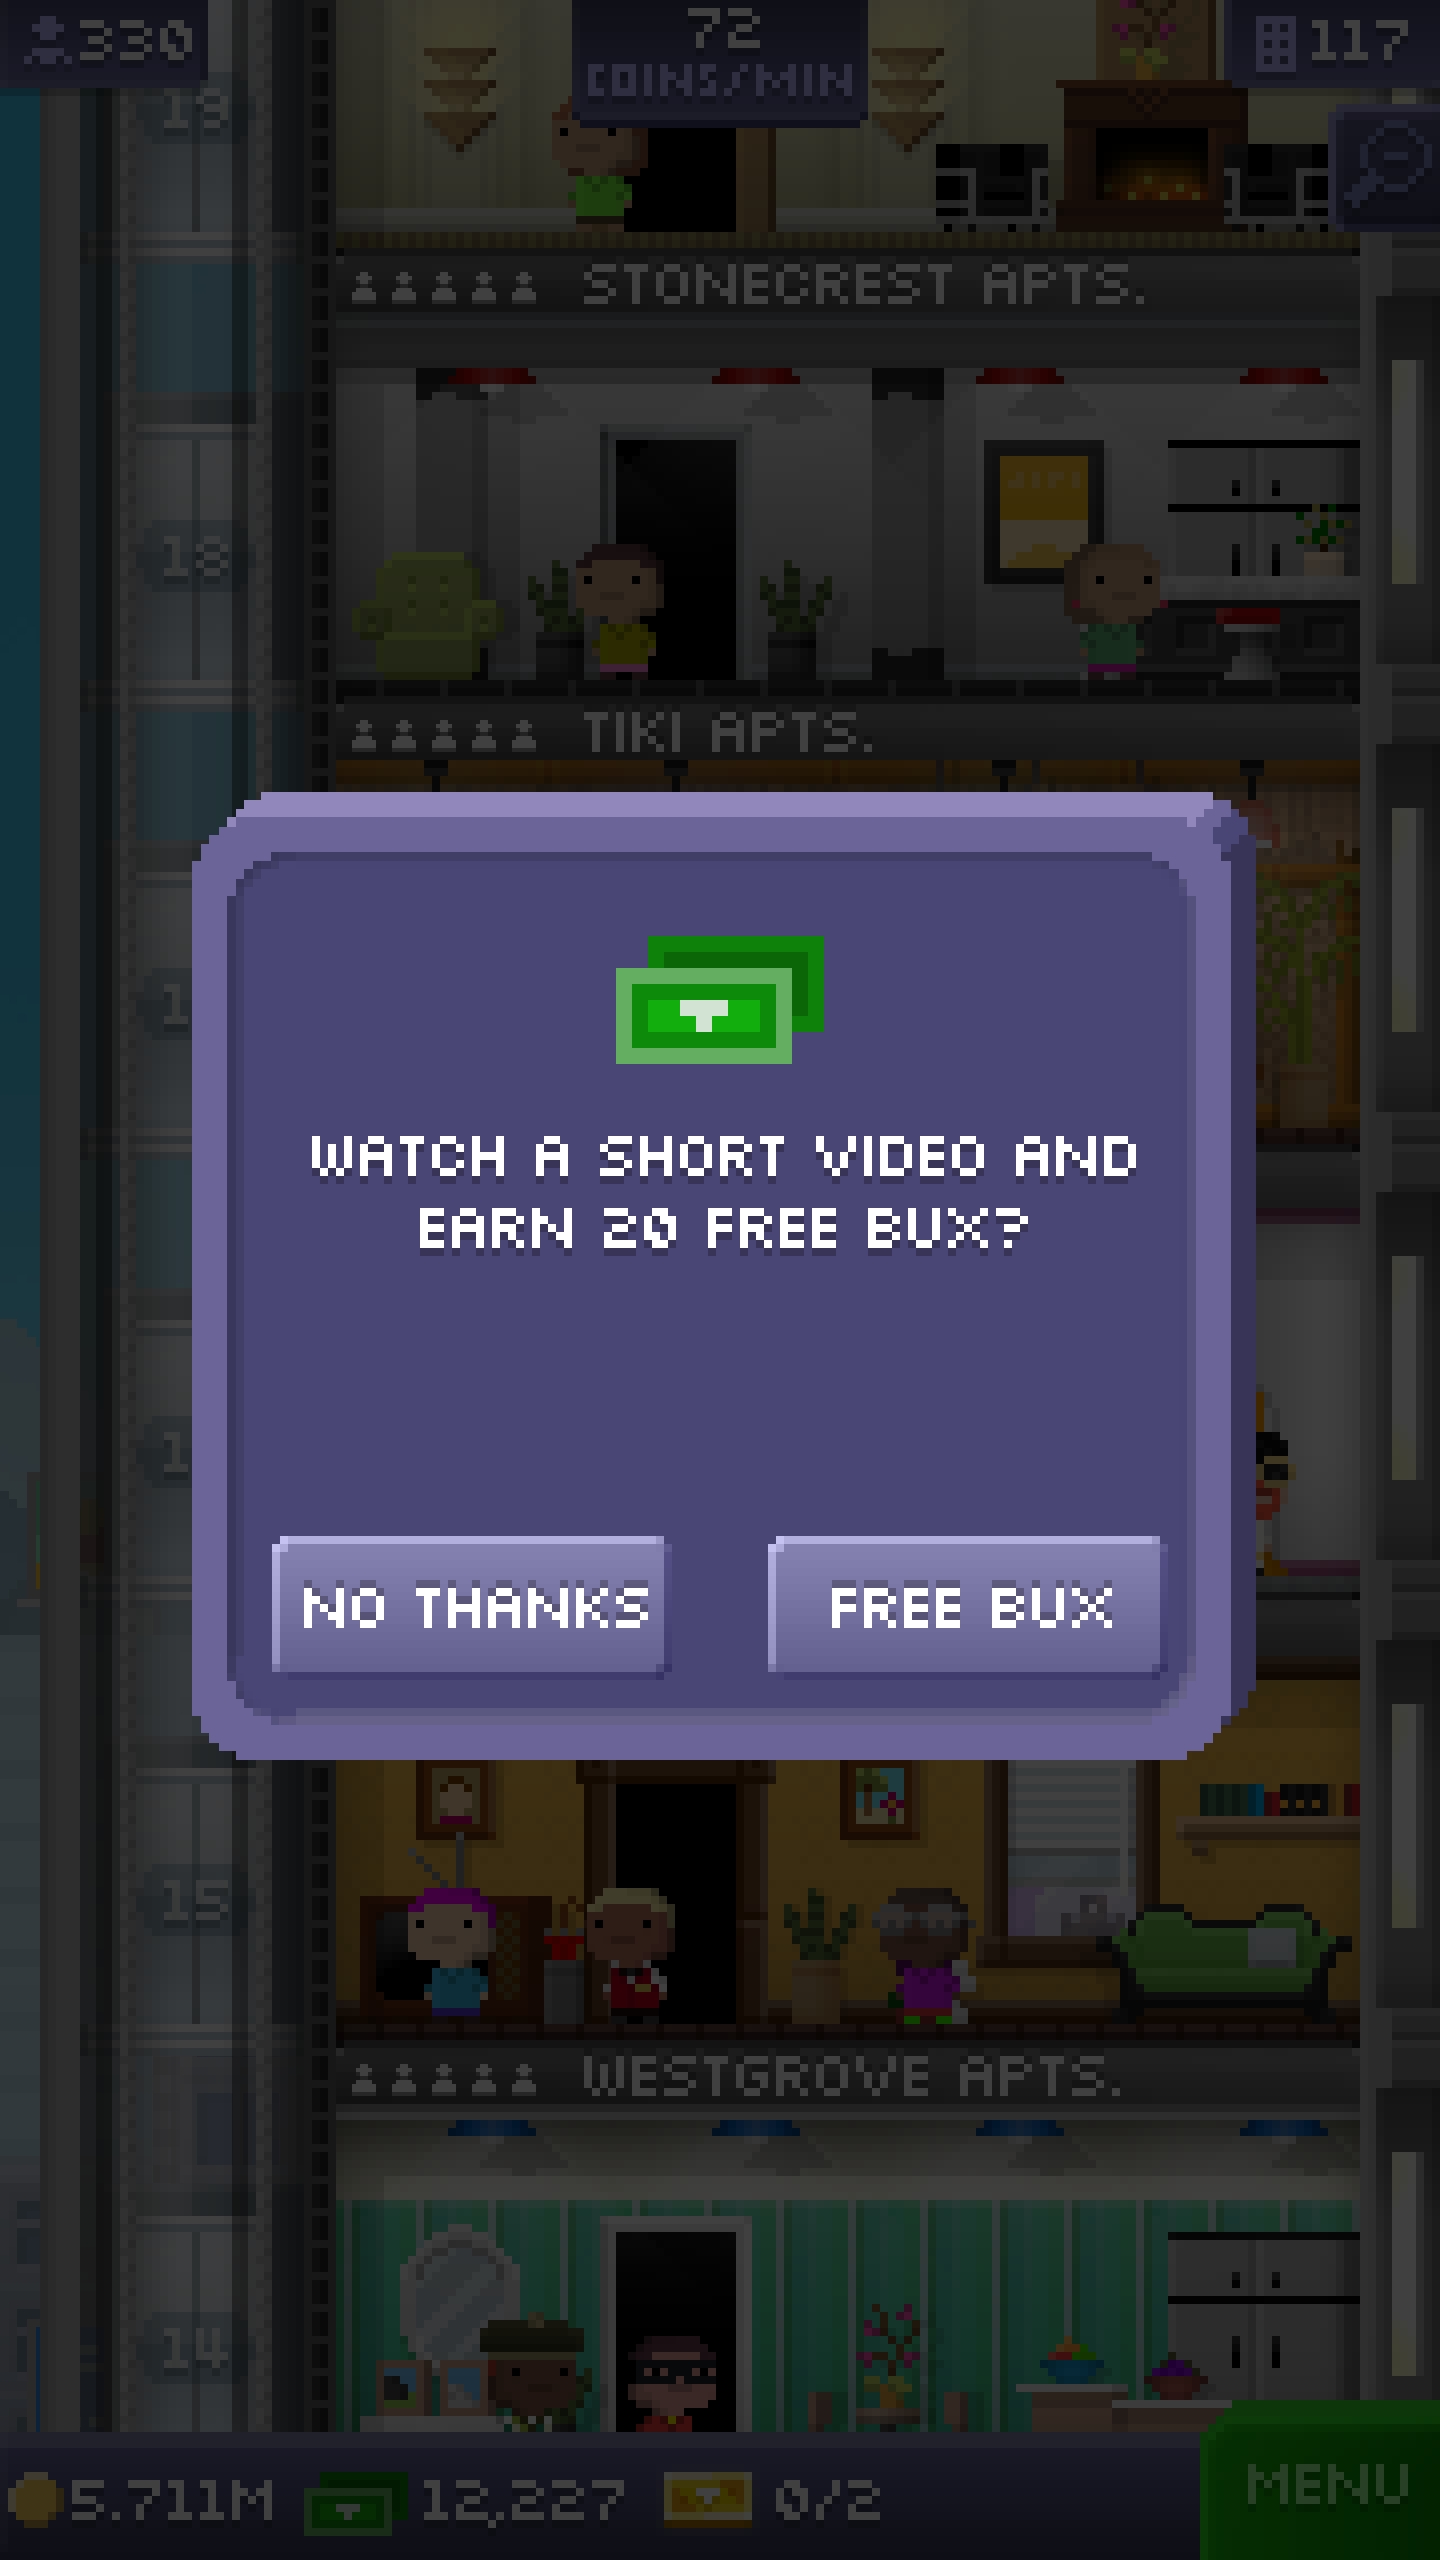 330
72
COINS/MIN
117
19
STONECREST APTS.
18
TIKI APTS.
WATCH A SHORT VIDEO AND
EARN 20 FREE BUX?
NO THANKS
FREE BUX
15
WESTGROVE APTS.
14
5.711M
12,227
0/2
MENU